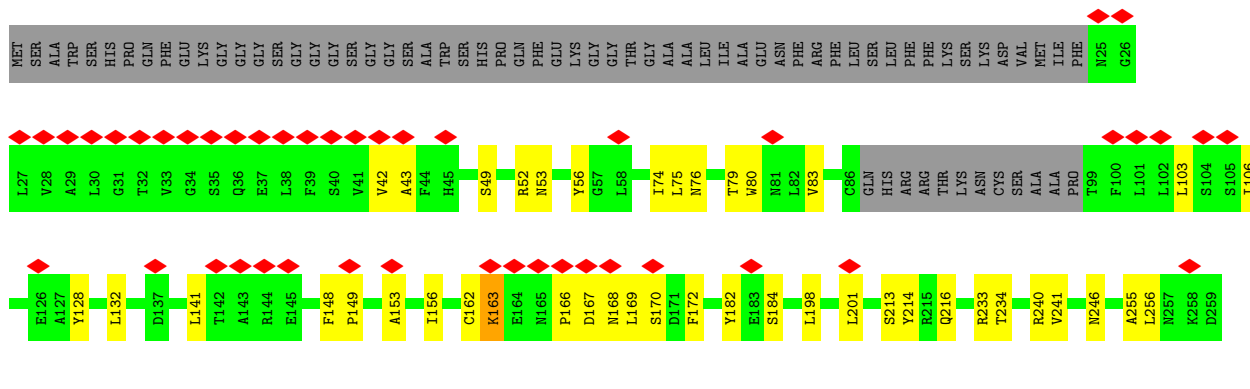 MET SER ALA TRP SER HIS PRO GLN PHE GLU LYS GLY GLY GLY SER GLY GLY GLY SER GLY GLY SER ALA TRP SER HIS PRO GLN PHE GLU LYS GLY GLY THR GLY ALA ALA LEU ILE ALA GLU ASN PHE ARG PHE LEU SER LEU PHE PHE LYS SER LYS ASP VAL MET ILE PHE N25 G26
L27 V28 A29 L30 G31 T32 V33 G34 S35 Q36 E37 L38 F39 S40 V41 V42 A43 F44 H45 S49 R52 N53 Y56 G57 L58 I74 L75 N76 T79 W80 N81 L82 V83 C86 GLN HIS ARG ARG THR LYS ASN CYS SER ALA ALA PRO T99 F100 L101 L102 L103 S104 S105 I106
E126 A127 Y128 L132 D137 L141 T142 A143 R144 E145 F148 P149 A153 I156 C162 K163 E164 N165 P166 D167 N168 L169 S170 D171 F172 Y182 E183 S184 L198 L201 S213 Y214 R215 Q216 R233 T234 R240 V241 N246 A255 L256 N257 K258 D259